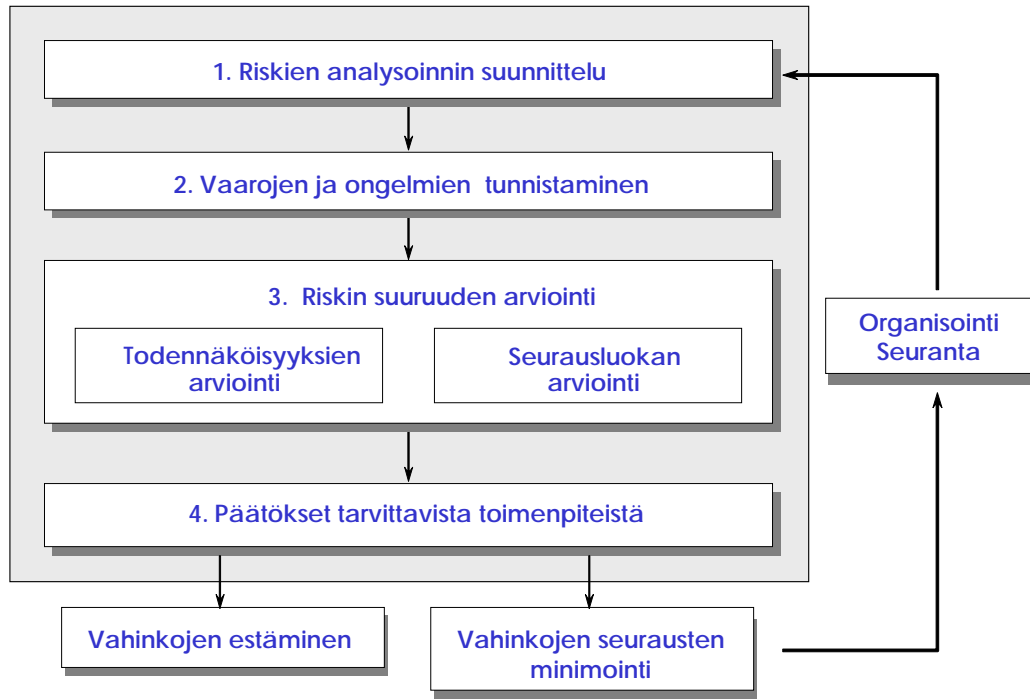 1. Riskien analysoinnin suunnittelu
2. Vaarojen ja ongelmien tunnistaminen
3. Riskin suuruuden arviointi
Todennäköisyyksien
arviointi
Seurausluokan
arviointi
Organisointi
Seuranta
4. Päätökset tarvittavista toimenpiteistä
Vahinkojen estäminen
Vahinkojen seurausten
minimointi